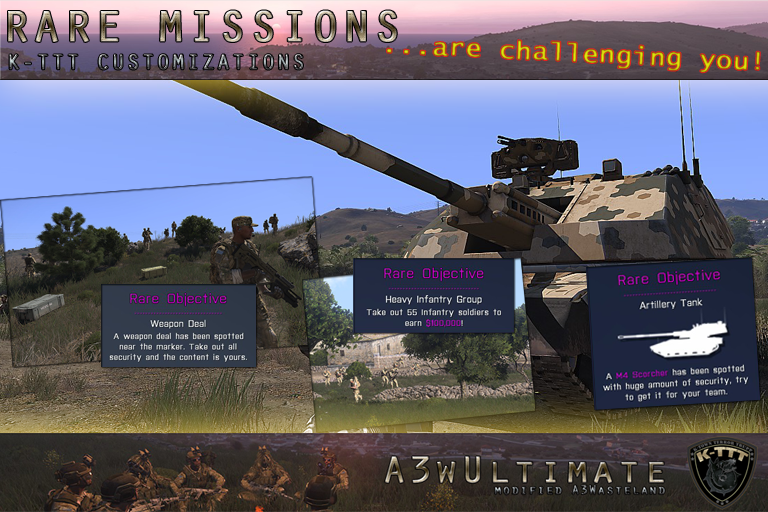 RARE MISSIONS
K-TTT CUSTOMIZATIONS
...are challenging you!
Rare Objective
Weapon Deal
A weapon deal has been spotted
near the marker. Take out all
security and the content is yours.
Rare Objective
Heavy Infantry Group
Take out 55 Infantry soldiers to
earn $100,000!
Rare Objective
Artillery Tank
A M4 Scorcher has been spotted
with huge amount of security, try
to get it for your team.
A3wUltimate
modified A3Wasteland
K-TTT